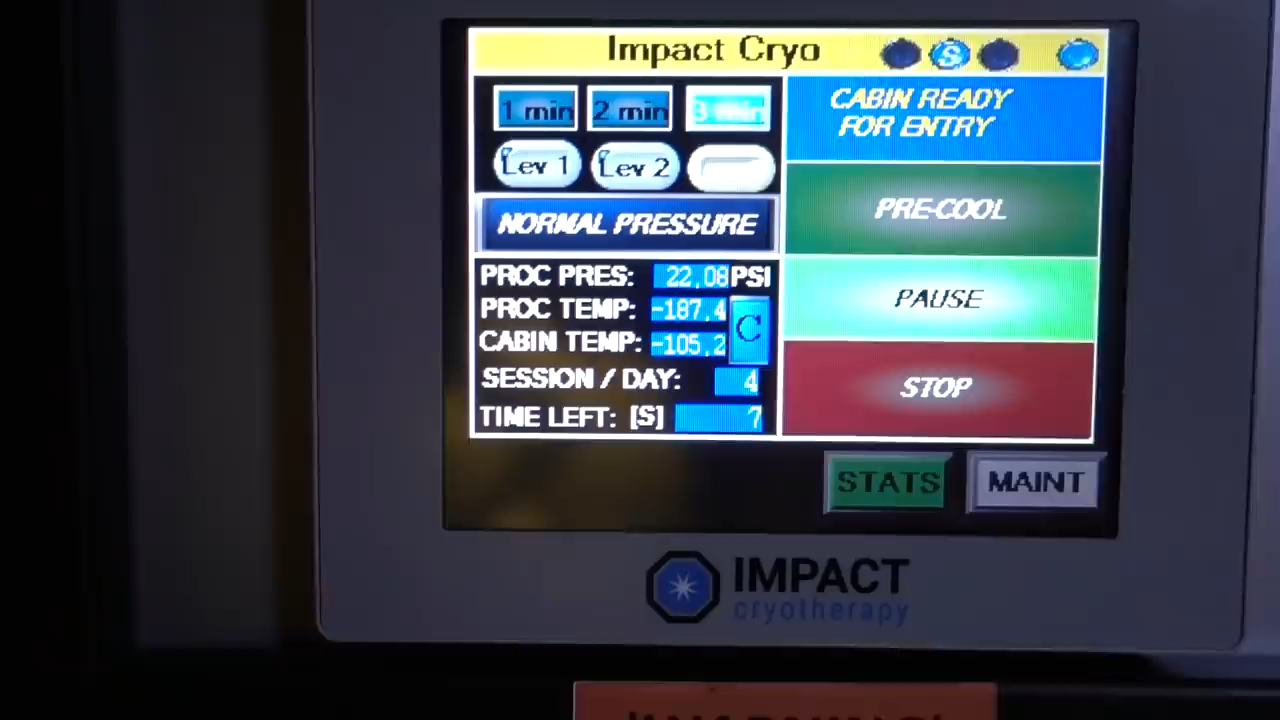 Impact Cryo
S
1 min 2 min 3 min
Lev 1 Lev 2
CABIN READY
FOR ENTRY
NORMAL PRESSURE
PRE-COOL
PROC PRES: 22,08 PSI
PROC TEMP: -187,4
C
CABIN TEMP: -105,2
PAUSE
SESSION / DAY: 4
TIME LEFT: [S] 7
STOP
STATS MAINT
IMPACT
cryotherapy